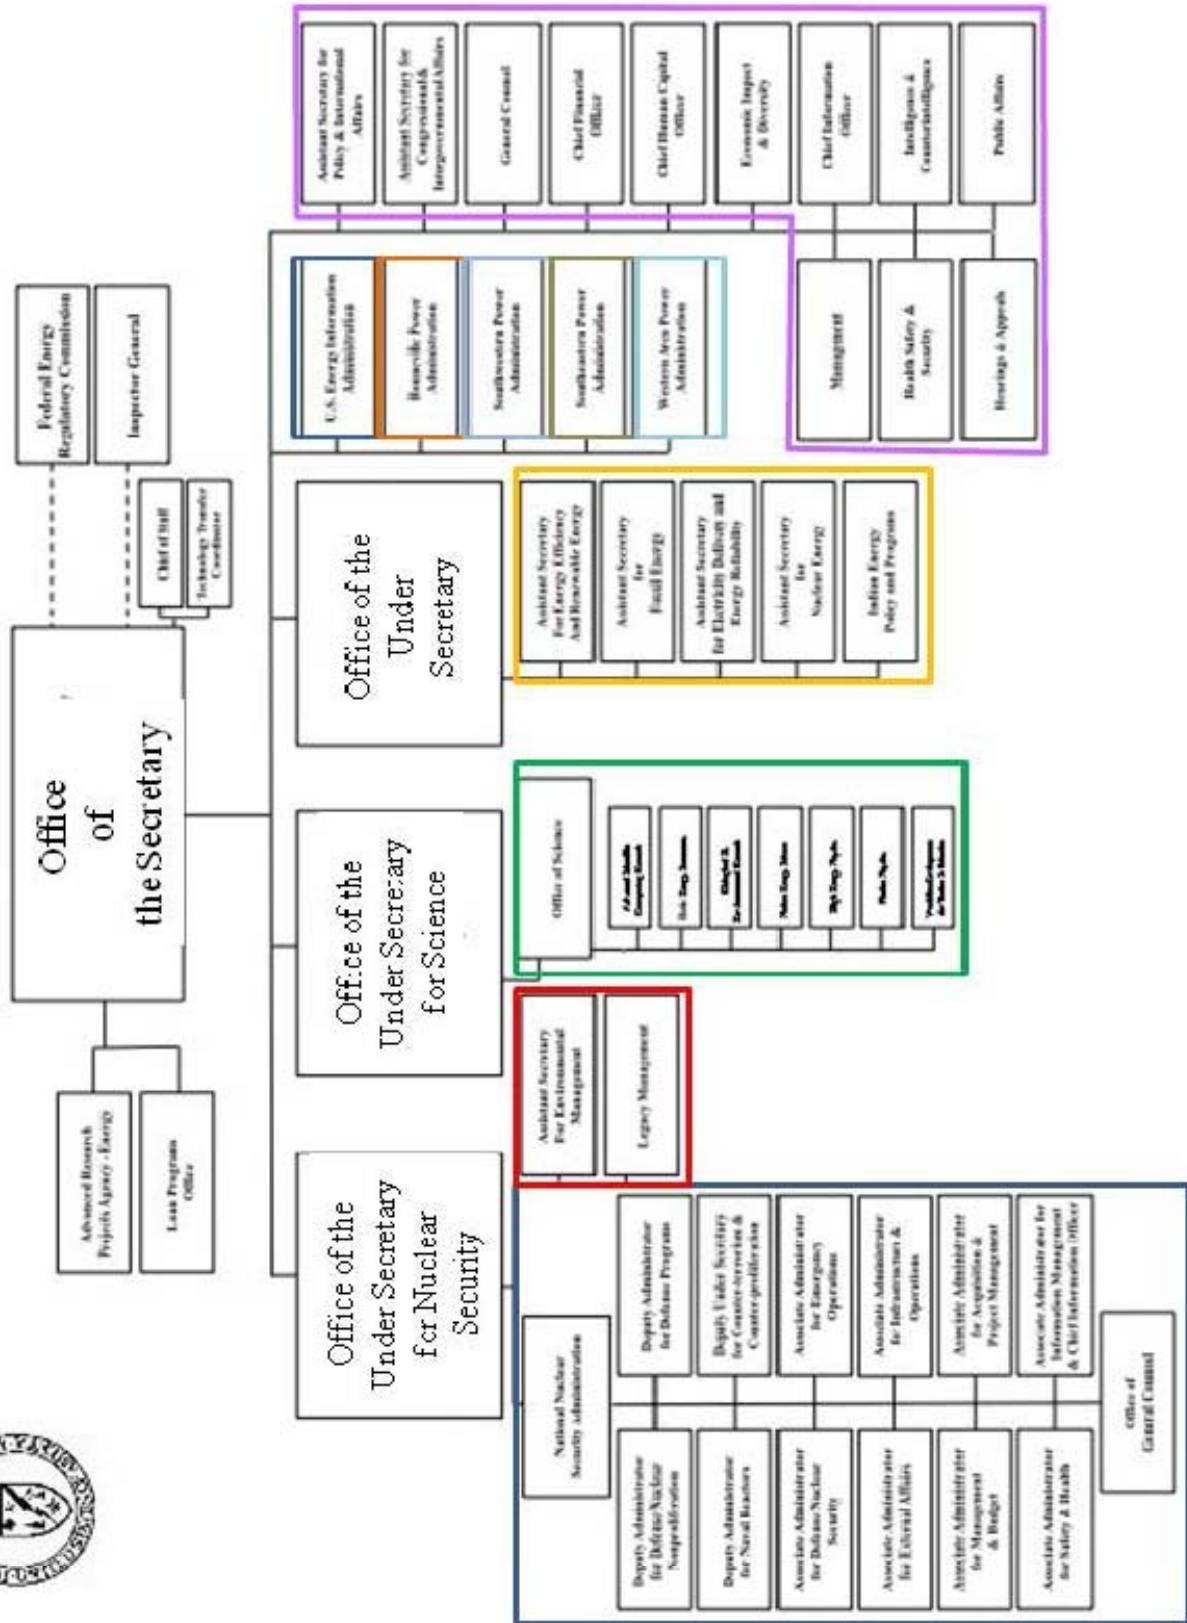 Office
of
the Secretary
Advanced Research
Projects Agency - Energy
Loan Programs
Office
Federal Energy
Regulatory Commission
Inspector General
Chief of Staff
Technology Transfer
Coordinator
Office of the
Under Secretary
for Nuclear
Security
Office of the
Under Secretary
for Science
Office of the
Under
Secretary
National Nuclear
Security Administration
Deputy Administrator
for Defense Nuclear
Nonproliferation
Deputy Administrator
for Defense Programs
Deputy Administrator
for Naval Reactors
Deputy Under Secretary
for Counter-terrorism &
Counter-proliferation
Associate Administrator
for Defense Nuclear
Security
Associate Administrator
for Emergency
Operations
Associate Administrator
for External Affairs
Associate Administrator
for Infrastructure &
Operations
Associate Administrator
for Management
& Budget
Associate Administrator
for Acquisition &
Project Management
Associate Administrator
for Safety & Health
Associate Administrator for
Information Management
& Chief Information Officer
Office of
General Counsel
Assistant Secretary
For Environmental
Management
Legacy Management
Office of Science
Assistant Secretary
For Energy Efficiency
And Renewable Energy
Assistant Secretary
for
Fossil Energy
Assistant Secretary
for Electricity Delivery and
Energy Reliability
Assistant Secretary
for
Nuclear Energy
Indian Energy
Policy and Programs
U.S. Energy Information
Administration
Bonneville Power
Administration
Southwestern Power
Administration
Southeastern Power
Administration
Western Area Power
Administration
Assistant Secretary for
Policy & International
Affairs
Assistant Secretary for
Congressional &
Intergovernmental Affairs
General Counsel
Chief Financial
Officer
Chief Human Capital
Officer
Economic Impact
& Diversity
Management
Chief Information
Officer
Health Safety &
Security
Intelligence &
Counterintelligence
Hearings & Appeals
Public Affairs